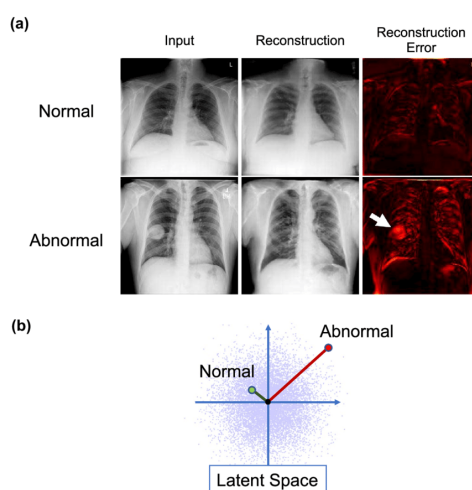 (a)
Input
Reconstruction
Reconstruction
Error
L
Normal
Abnormal
(b)
Abnormal
Normal
Latent Space